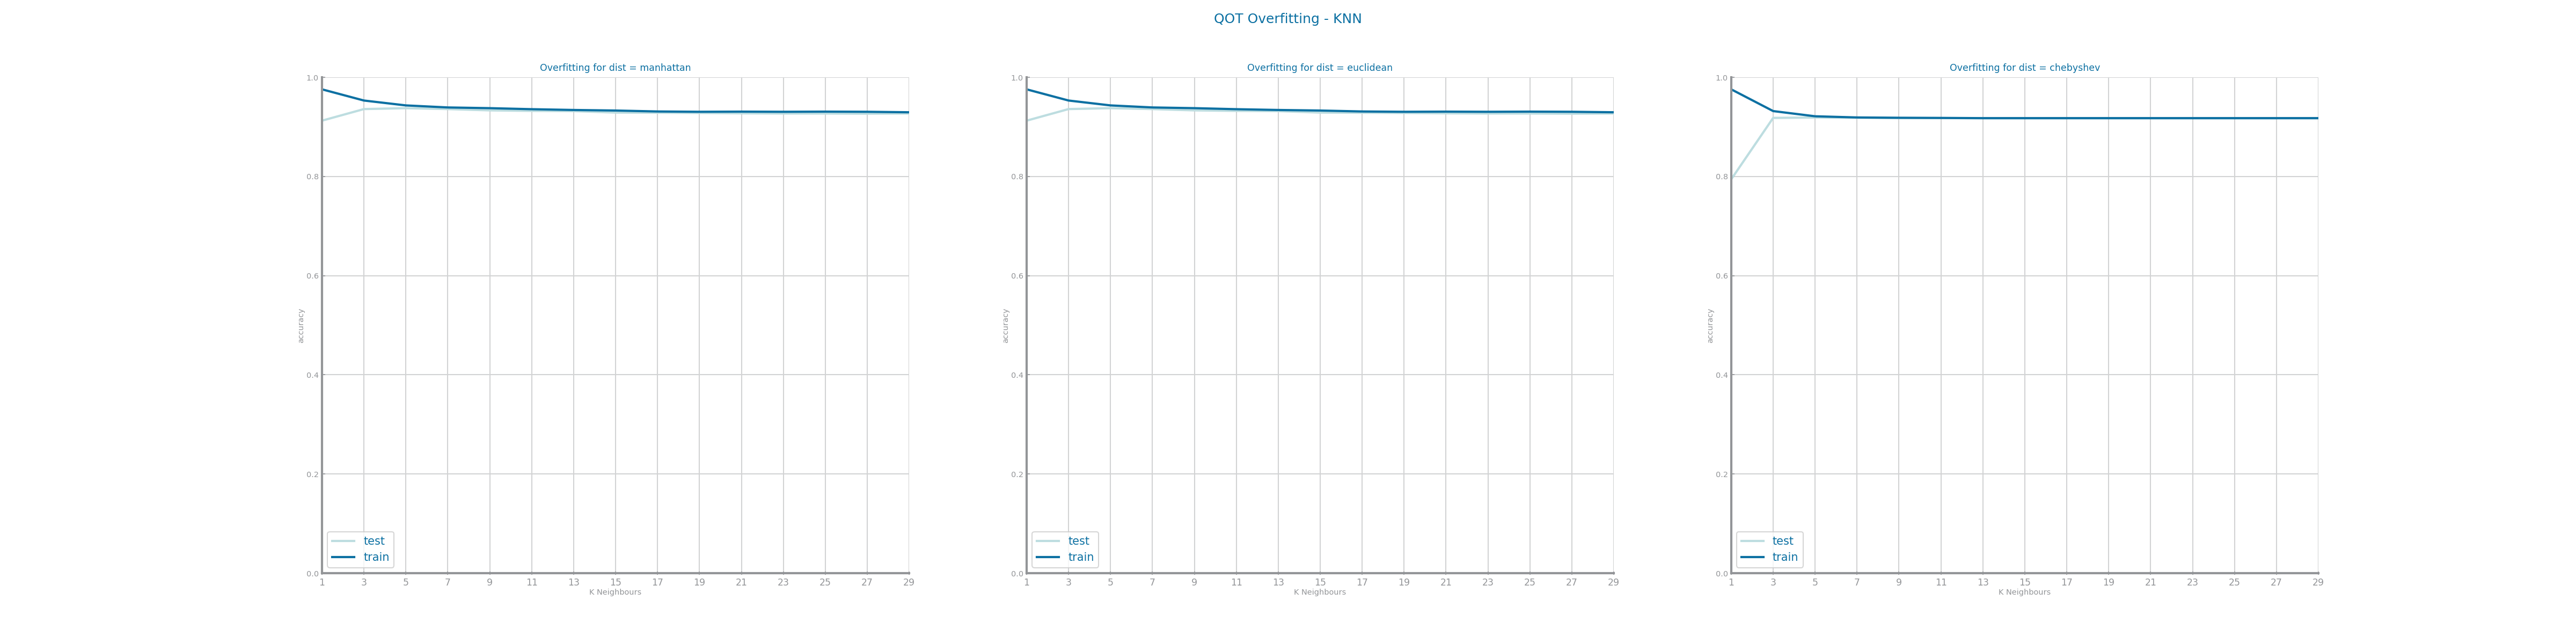 QOT Overfitting - KNN
Overfitting for dist = manhattan
1.0
0.8
0.6
0.4
0.2
0.0
accuracy
test
train
1 3 5 7 9 11 13 15 17 19 21 23 25 27 29
K Neighbours
Overfitting for dist = euclidean
1.0
0.8
0.6
0.4
0.2
0.0
accuracy
test
train
1 3 5 7 9 11 13 15 17 19 21 23 25 27 29
K Neighbours
Overfitting for dist = chebyshev
1.0
0.8
0.6
0.4
0.2
0.0
accuracy
test
train
1 3 5 7 9 11 13 15 17 19 21 23 25 27 29
K Neighbours